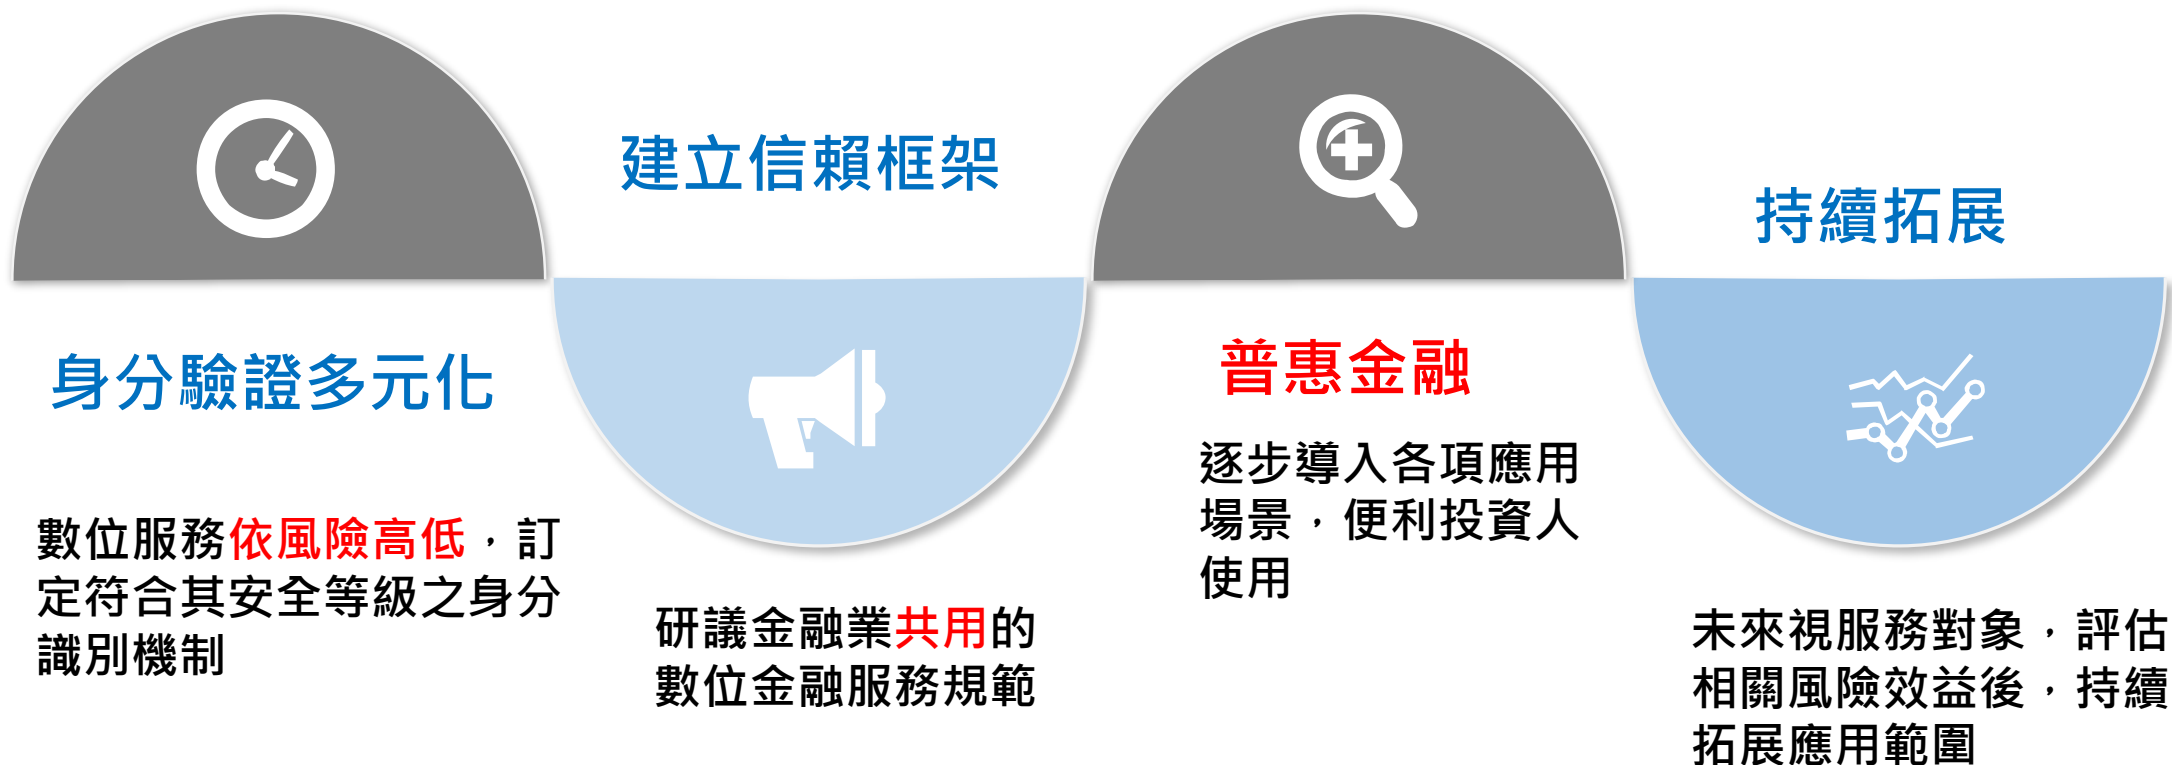 身分驗證多元化
數位服務依風險高低，訂
定符合其安全等級之身分
識別機制
建立信賴框架
研議金融業共用的
數位金融服務規範
普惠金融
逐步導入各項應用
場景，便利投資人
使用
持續拓展
未來視服務對象，評估
相關風險效益後，持續
拓展應用範圍